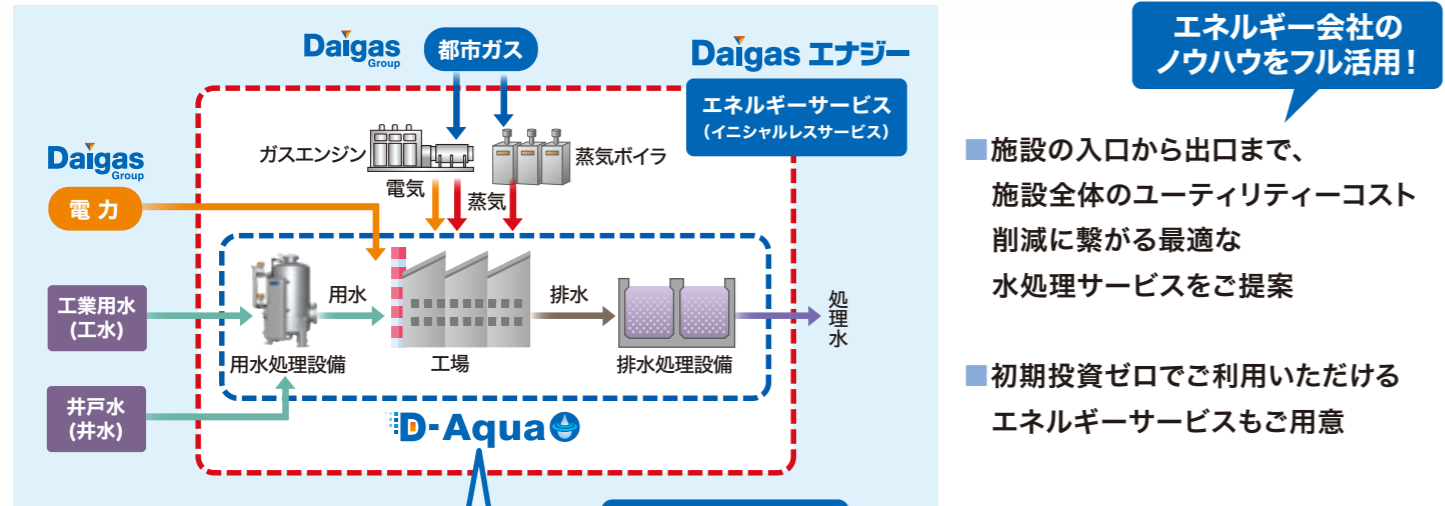 Daigas
Group
都市ガス
Daigas エナジー
エネルギーサービス
(イニシャルレスサービス)
ガスエンジン
蒸気ボイラ
電気
蒸気
Daigas
Group
電力
工業用水
(工水)
用水
排水
処理水
用水処理設備
工場
排水処理設備
井戸水
(井水)
D-Aqua
エネルギー会社の
ノウハウをフル活用!
■施設の入口から出口まで、
施設全体のユーティリティーコスト
削減に繋がる最適な
水処理サービスをご提案
■初期投資ゼロでご利用いただける
エネルギーサービスもご用意